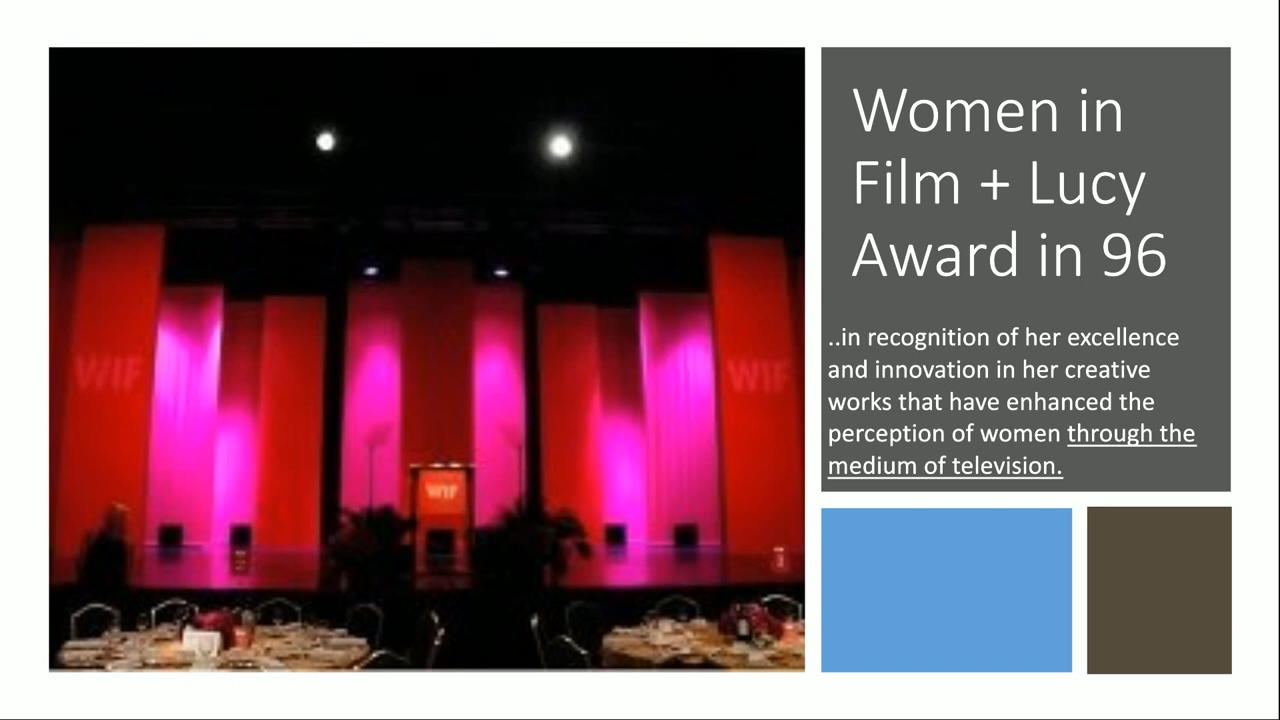 Women in
Film + Lucy
Award in 96
..in recognition of her excellence
and innovation in her creative
works that have enhanced the
perception of women through the
medium of television.
WIF
WIF
WIF